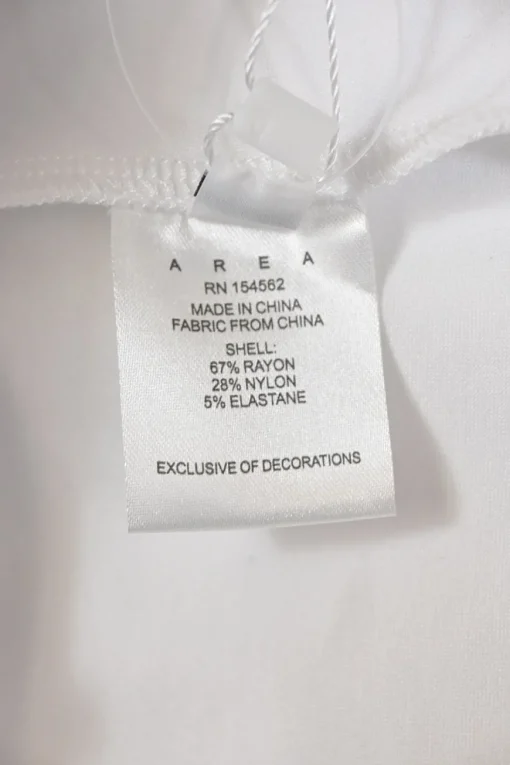 A R E A
RN 154562
MADE IN CHINA
FABRIC FROM CHINA
SHELL:
67% RAYON
28% NYLON
5% ELASTANE
EXCLUSIVE OF DECORATIONS